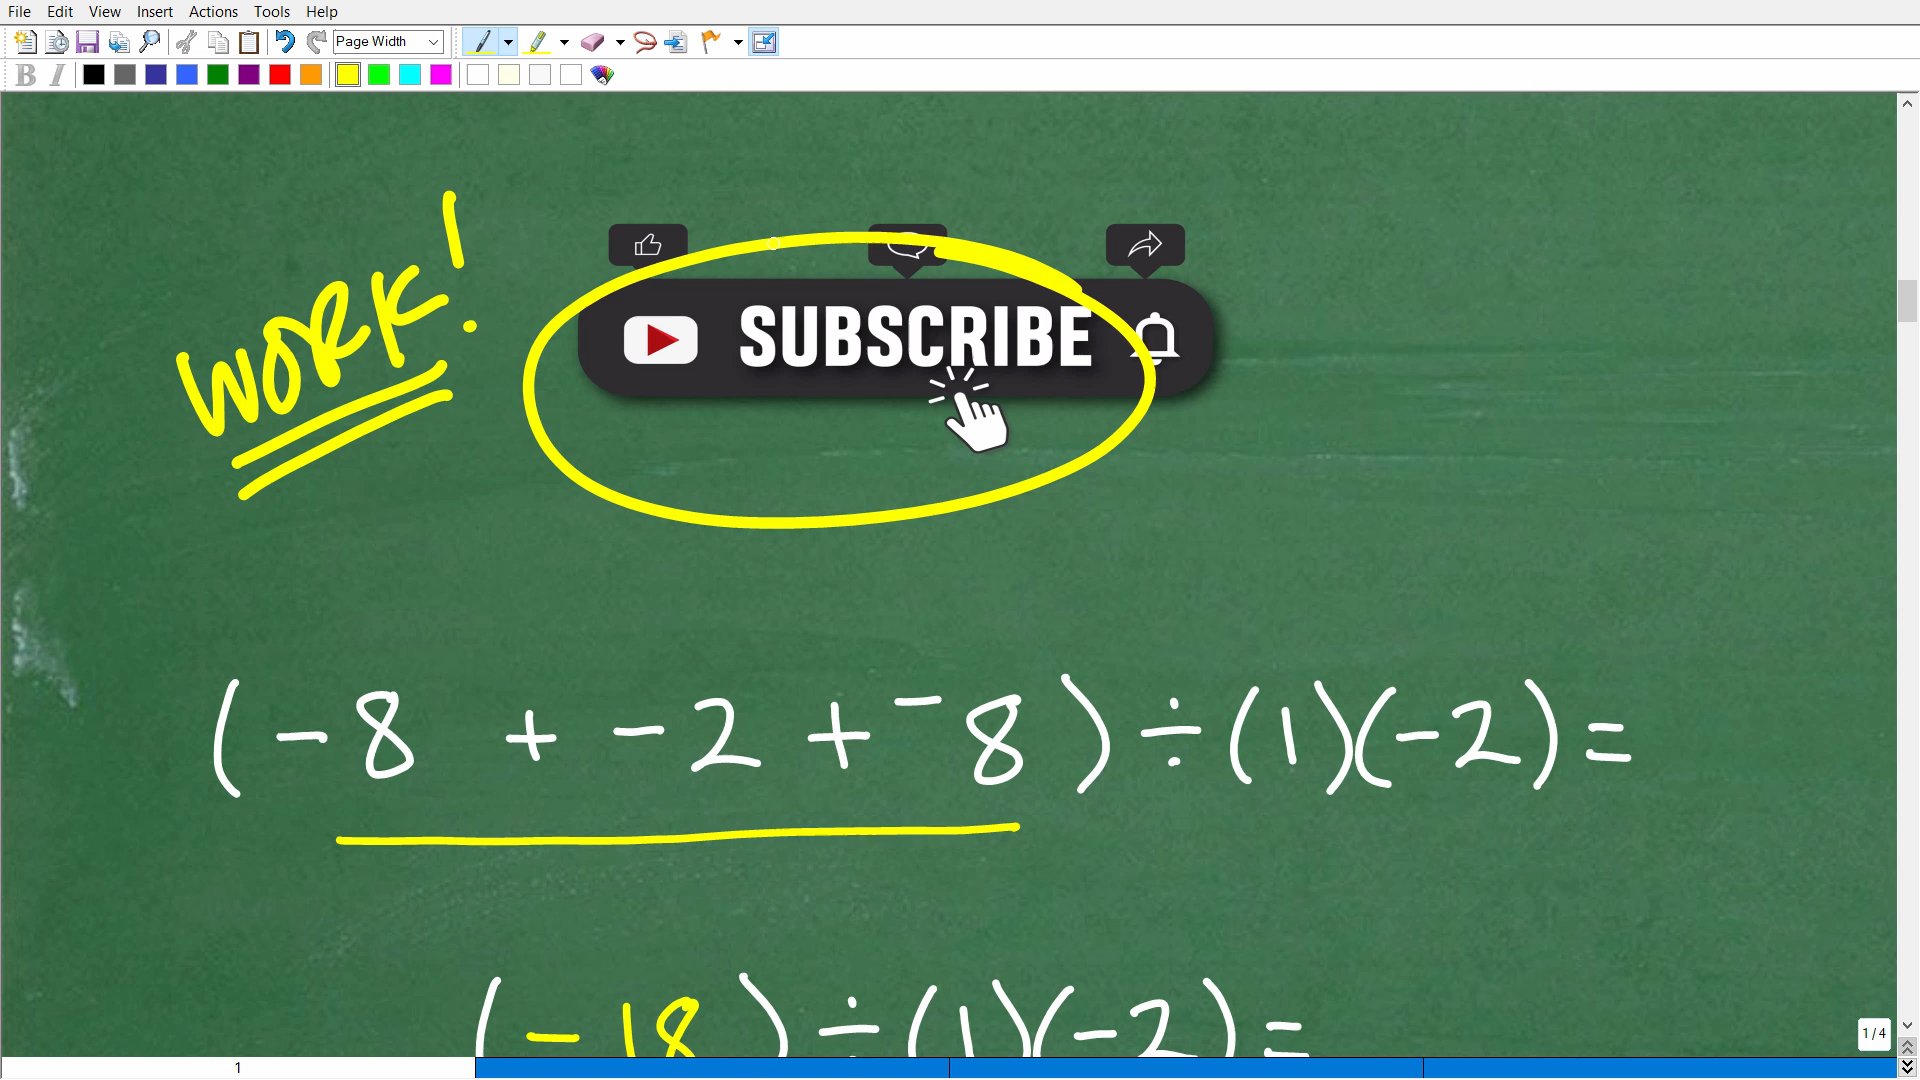 File Edit View Insert Actions Tools Help
Page Width
B I
WORK!
SUBSCRIBE
(-8 + -2 + -8) ÷ (1)(-2) =
(-18) ÷ (1)(-2) =
1 / 4
1